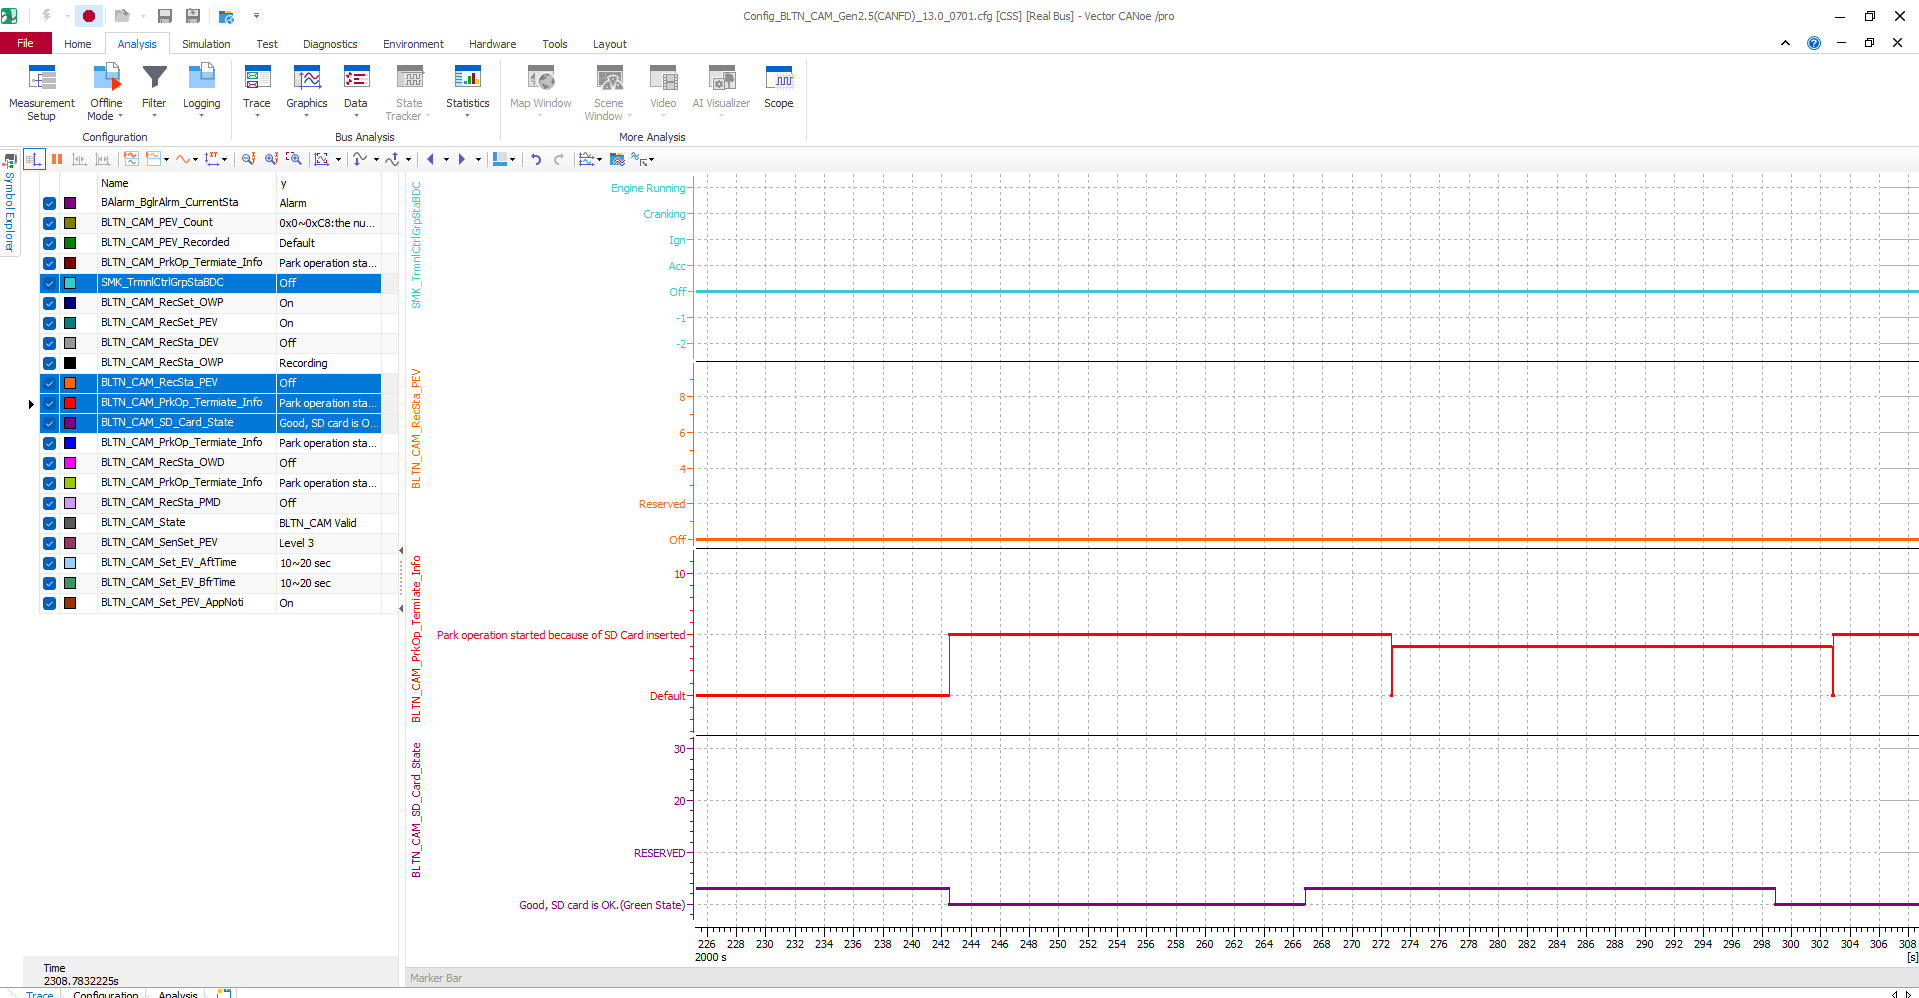 Config_BLTN_CAM_Gen2.5(CANFD)_13.0_0701.cfg [CSS] [Real Bus] - Vector CANoe /pro
File Home Analysis Simulation Test Diagnostics Environment Hardware Tools Layout
Measurement Setup
Offline Mode
Filter
Logging
Trace
Graphics
Data
State Tracker
Statistics
Map Window
Scene Window
Video
AI Visualizer
Scope
Configuration
Bus Analysis
More Analysis
Symbol Explorer
Name y
BAlarm_BglrAlrm_CurrentSta Alarm
BLTN_CAM_PEV_Count 0x0~0xC8:the nu...
BLTN_CAM_PEV_Recorded Default
BLTN_CAM_PrkOp_Termiate_Info Park operation sta...
SMK_TrmnlCtrlGrpStaBDC Off
BLTN_CAM_RecSet_OWP On
BLTN_CAM_RecSet_PEV On
BLTN_CAM_RecSta_DEV Off
BLTN_CAM_RecSta_OWP Recording
BLTN_CAM_RecSta_PEV Off
BLTN_CAM_PrkOp_Termiate_Info Park operation sta...
BLTN_CAM_SD_Card_State Good, SD card is O...
BLTN_CAM_PrkOp_Termiate_Info Park operation sta...
BLTN_CAM_RecSta_OWD Off
BLTN_CAM_PrkOp_Termiate_Info Park operation sta...
BLTN_CAM_RecSta_PMD Off
BLTN_CAM_State BLTN_CAM Valid
BLTN_CAM_SenSet_PEV Level 3
BLTN_CAM_Set_EV_AftTime 10~20 sec
BLTN_CAM_Set_EV_BfrTime 10~20 sec
BLTN_CAM_Set_PEV_AppNoti On
SMK_TrmnlCtrlGrpStaBDC
Engine Running
Cranking
Ign
Acc
Off
-1
-2
BLTN_CAM_RecSta_PEV
8
6
4
Reserved
Off
BLTN_CAM_PrkOp_Termiate_Info
10
Park operation started because of SD Card inserted
Default
BLTN_CAM_SD_Card_State
30
20
RESERVED
Good, SD card is OK.(Green State)
226 228 230 232 234 236 238 240 242 244 246 248 250 252 254 256 258 260 262 264 266 268 270 272 274 276 278 280 282 284 286 288 290 292 294 296 298 300 302 304 306 308
2000 s [s]
Time
2308.7832225s
Marker Bar
Trace Configuration Analysis